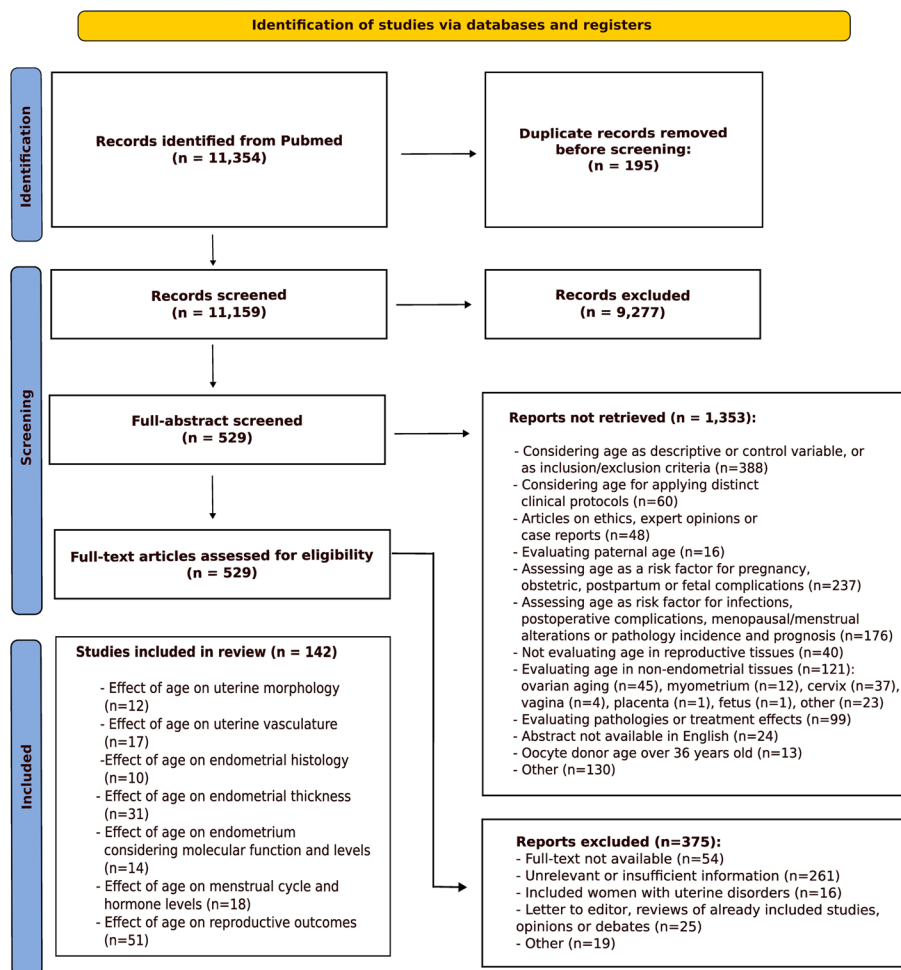 Identification of studies via databases and registers
Identification
Records identified from Pubmed
(n = 11,354)
Duplicate records removed
before screening:
(n = 195)
Screening
Records screened
(n = 11,159)
Records excluded
(n = 9,277)
Full-abstract screened
(n = 529)
Reports not retrieved (n = 1,353):
- Considering age as descriptive or control variable, or
as inclusion/exclusion criteria (n=388)
- Considering age for applying distinct
clinical protocols (n=60)
- Articles on ethics, expert opinions or
case reports (n=48)
- Evaluating paternal age (n=16)
- Assessing age as a risk factor for pregnancy,
obstetric, postpartum or fetal complications (n=237)
- Assessing age as risk factor for infections,
postoperative complications, menopausal/menstrual
alterations or pathology incidence and prognosis (n=176)
- Not evaluating age in reproductive tissues (n=40)
- Evaluating age in non-endometrial tissues (n=121):
ovarian aging (n=45), myometrium (n=12), cervix (n=37),
vagina (n=4), placenta (n=1), fetus (n=1), other (n=23)
- Evaluating pathologies or treatment effects (n=99)
- Abstract not available in English (n=24)
- Oocyte donor age over 36 years old (n=13)
- Other (n=130)
Full-text articles assessed for eligibility
(n = 529)
Included
Studies included in review (n = 142)
- Effect of age on uterine morphology
(n=12)
- Effect of age on uterine vasculature
(n=17)
-Effect of age on endometrial histology
(n=10)
- Effect of age on endometrial thickness
(n=31)
- Effect of age on endometrium
considering molecular function and levels
(n=14)
- Effect of age on menstrual cycle and
hormone levels (n=18)
- Effect of age on reproductive outcomes
(n=51)
Reports excluded (n=375):
- Full-text not available (n=54)
- Unrelevant or insufficient information (n=261)
- Included women with uterine disorders (n=16)
- Letter to editor, reviews of already included studies,
opinions or debates (n=25)
- Other (n=19)